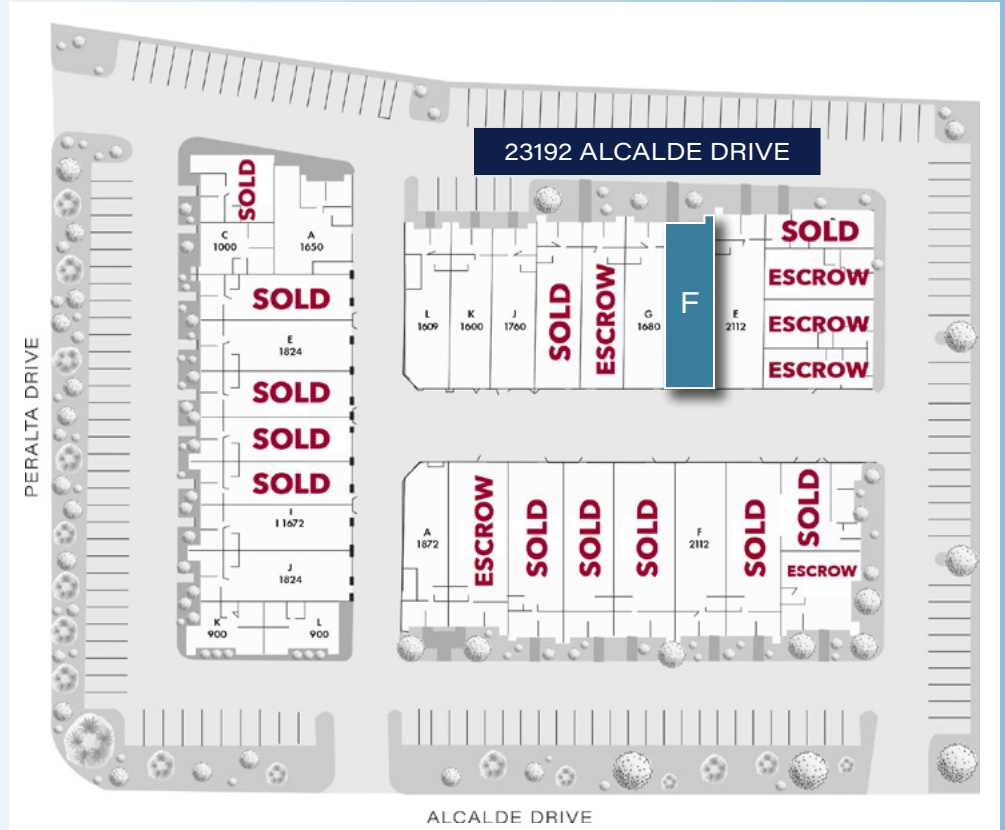 23192 ALCALDE DRIVE
PERALTA DRIVE
SOLD
C
1000
A
1650
SOLD
E
1824
SOLD
SOLD
SOLD
I
I 1672
J
1824
K
900
L
900
L
1609
K
1600
J
1760
SOLD
ESCROW
G
1680
F
E
2112
SOLD
ESCROW
ESCROW
ESCROW
A
1872
ESCROW
SOLD
SOLD
SOLD
F
2112
SOLD
SOLD
ESCROW
ALCALDE DRIVE